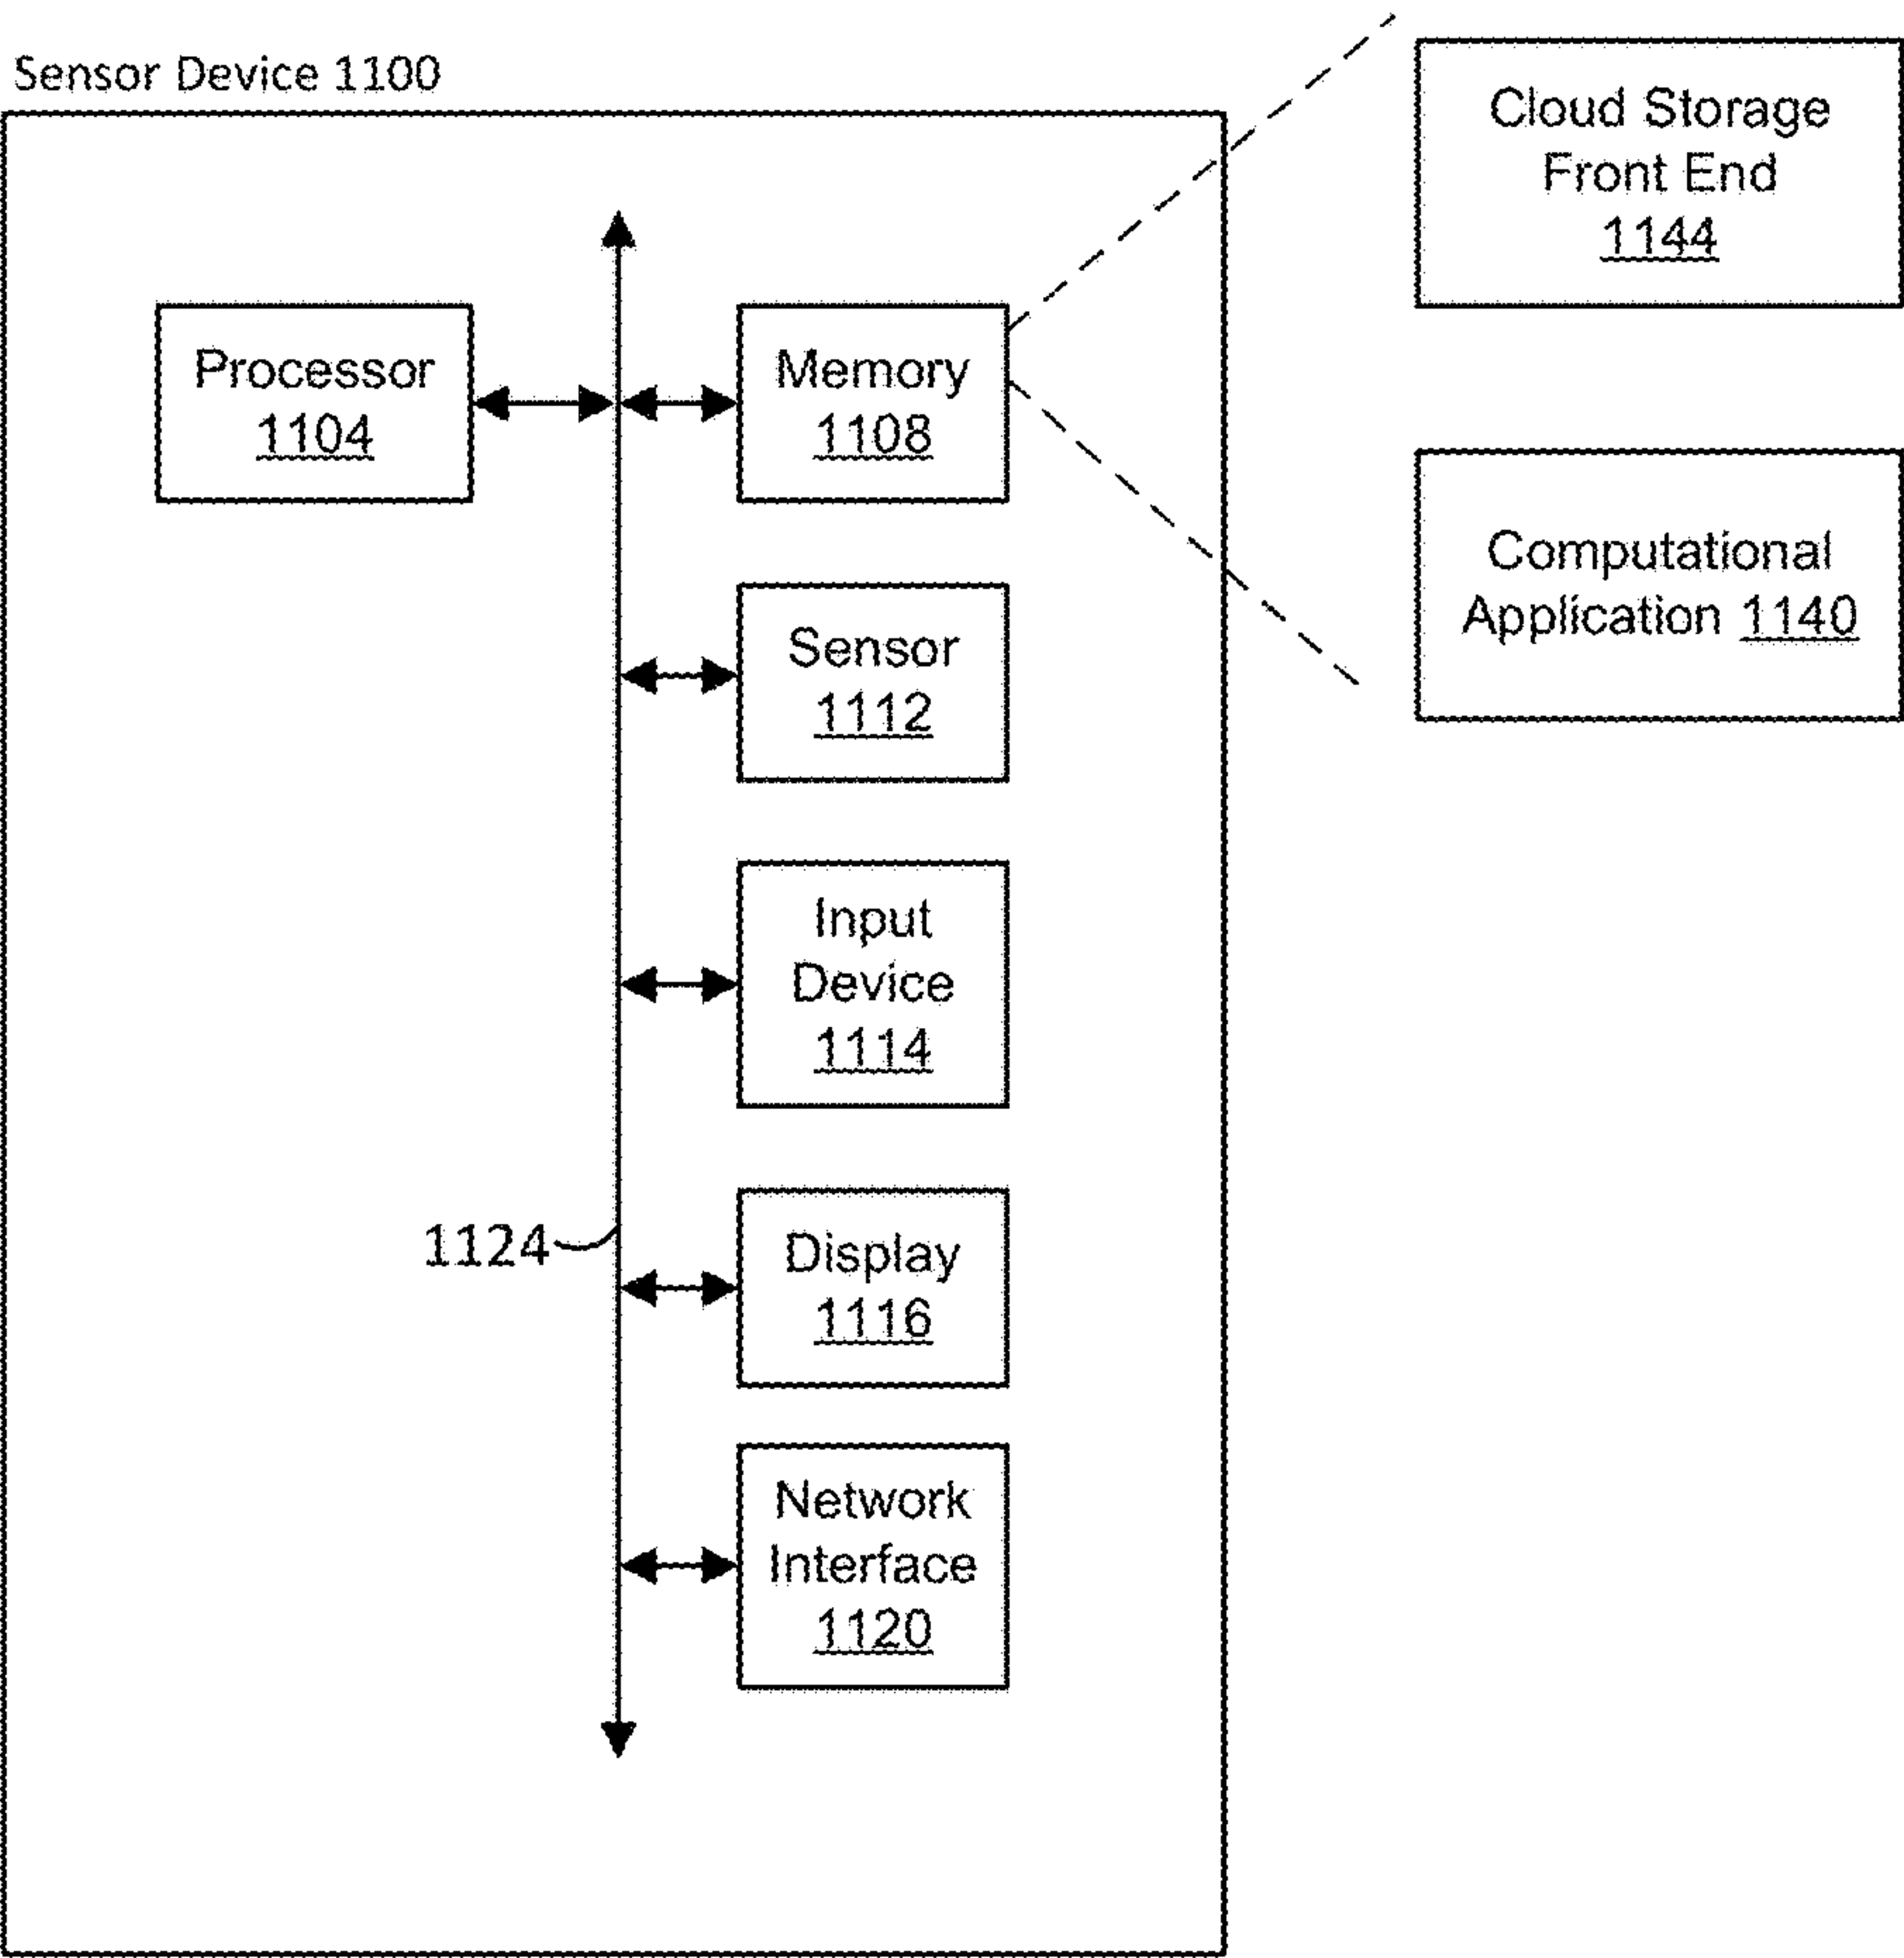 Sensor Device 1100
Cloud Storage
Front End
1144
Processor
1104
Memory
1108
Computational
Application 1140
Sensor
1112
Input
Device
1114
1124
Display
1116
Network
Interface
1120